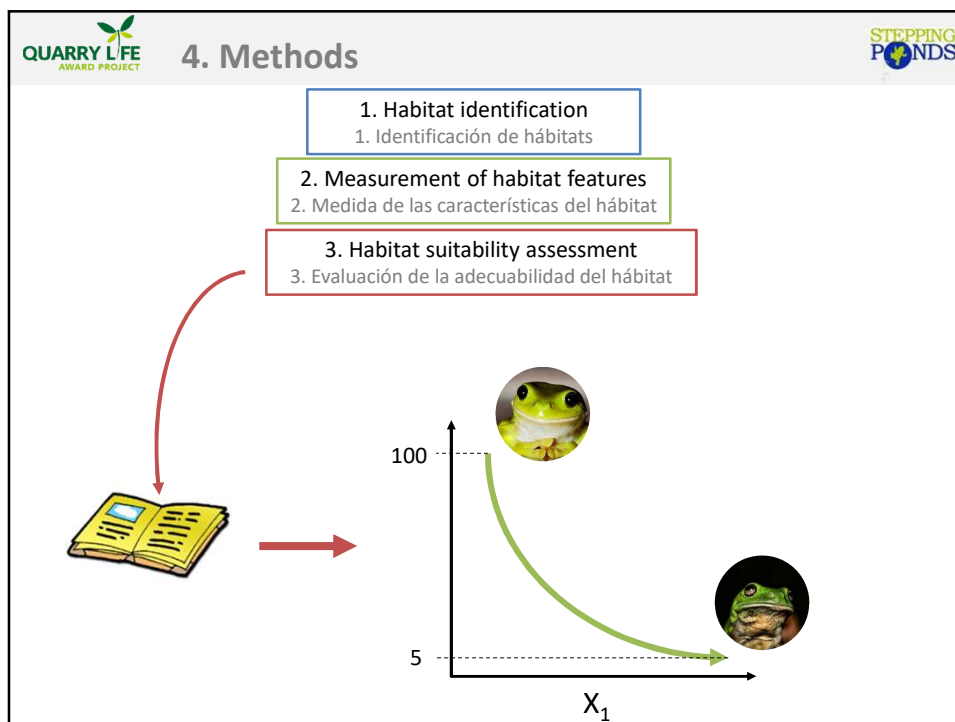 QUARRY LIFE
AWARD PROJECT
4. Methods
STEPPING
PONDS
1. Habitat identification
1. Identificación de hábitats
2. Measurement of habitat features
2. Medida de las características del hábitat
3. Habitat suitability assessment
3. Evaluación de la adecuabilidad del hábitat
100
5
X₁